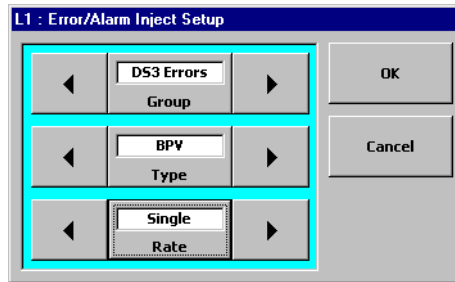 L1 : Error/Alarm Inject Setup
DS3 Errors
Group
OK
BPV
Type
Cancel
Single
Rate